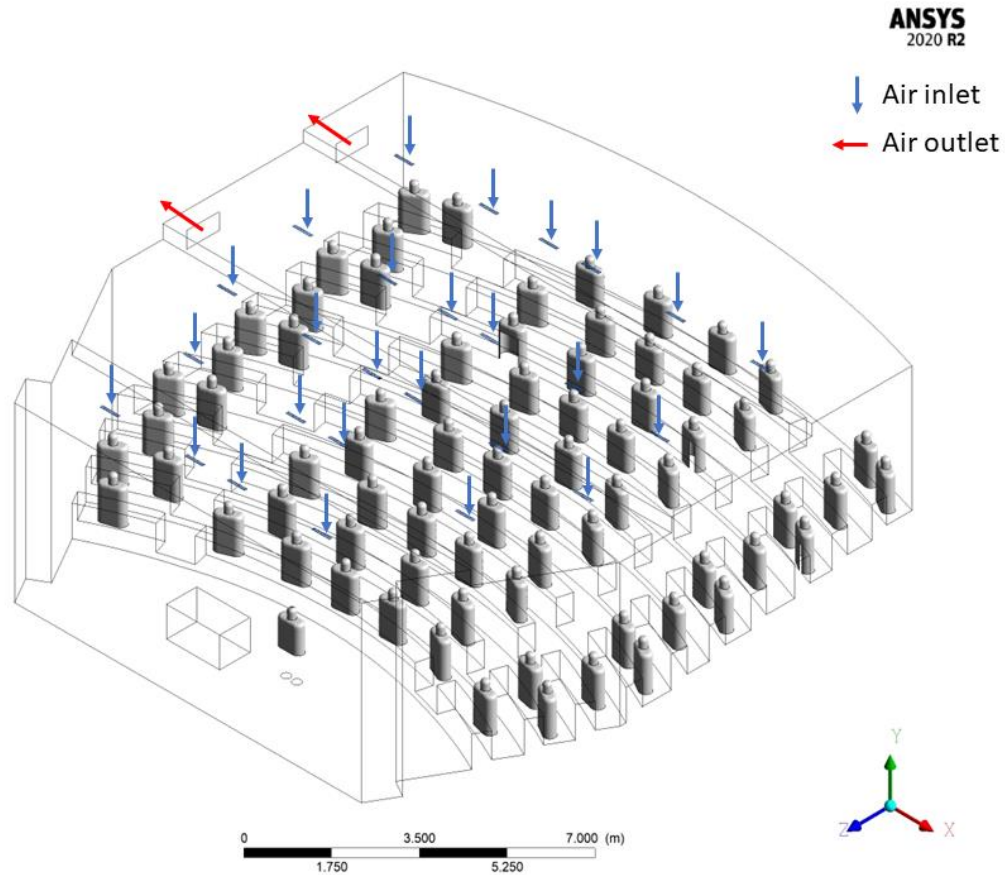 ANSYS
2020 R2
Air inlet
Air outlet
0 3.500 7.000 (m)
1.750 5.250
Y
Z X